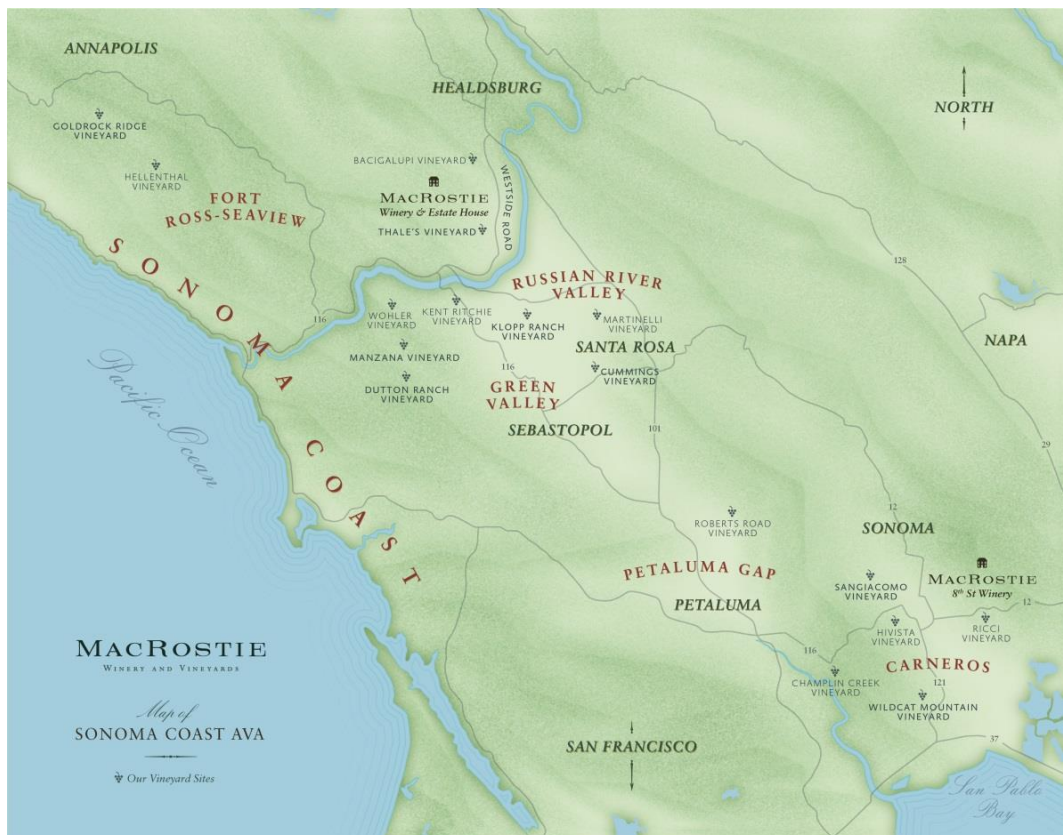 ANNAPOLIS
HEALDSBURG
NORTH
GOLDROCK RIDGE
VINEYARD
HELLENTHAL
VINEYARD
BACIGALUPI VINEYARD
WESTSIDE ROAD
FORT
ROSS-SEAVIEW
MACROSTIE
Winery & Estate House
THALE'S VINEYARD
SONOMA COAST
RUSSIAN RIVER
VALLEY
128
116
WOHLER
VINEYARD
KENT RITCHIE
VINEYARD
KLOPP RANCH
VINEYARD
MARTINELLI
VINEYARD
NAPA
MANZANA VINEYARD
SANTA ROSA
116
CUMMINGS
VINEYARD
DUTTON RANCH
VINEYARD
GREEN
VALLEY
Pacific Ocean
SEBASTOPOL
101
29
12
ROBERTS ROAD
VINEYARD
SONOMA
PETALUMA GAP
PETALUMA
SANGIACOMO
VINEYARD
MACROSTIE
8th St Winery
12
HIVISTA
VINEYARD
RICCI
VINEYARD
116
CARNEROS
CHAMPLIN CREEK
VINEYARD
121
WILDCAT MOUNTAIN
VINEYARD
37
MACROSTIE
WINERY AND VINEYARDS
Map of
SONOMA COAST AVA
Our Vineyard Sites
SAN FRANCISCO
San Pablo
Bay